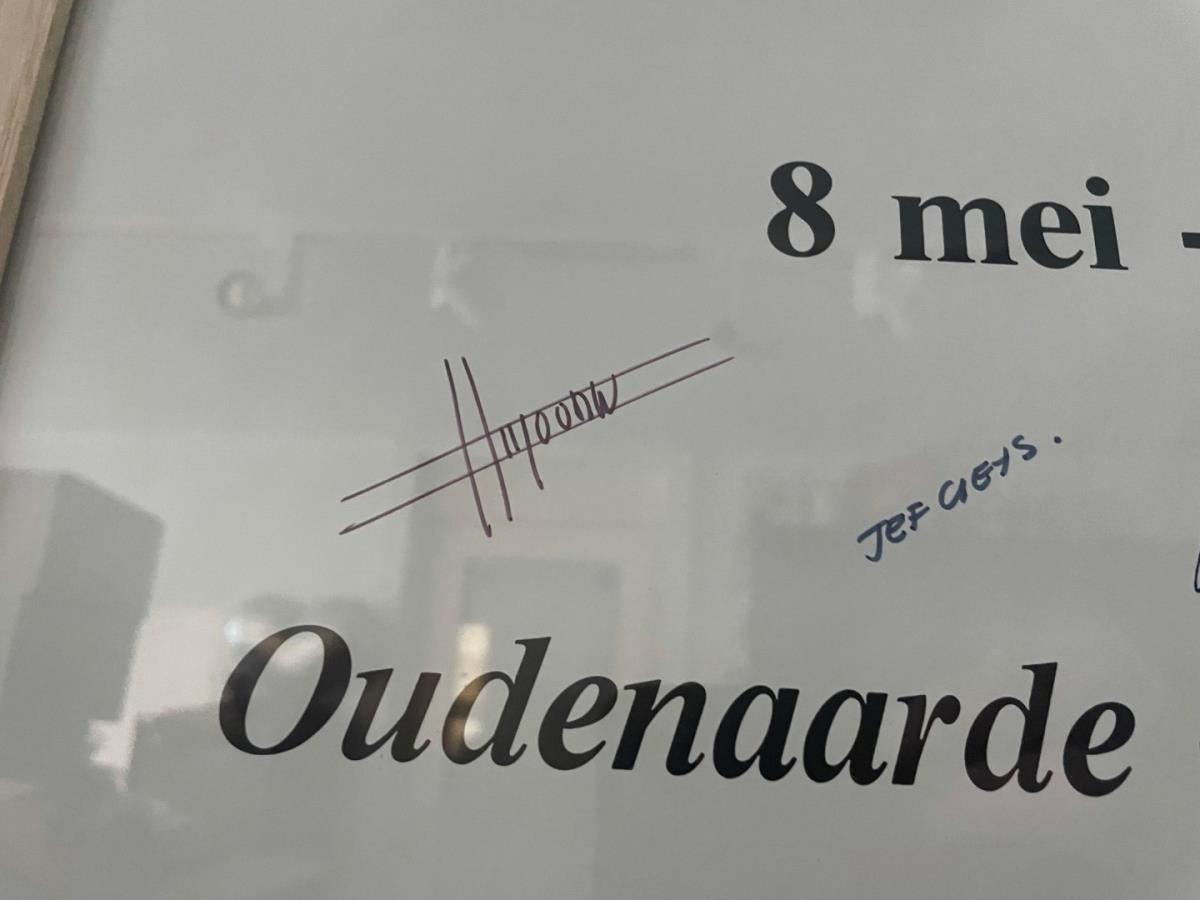 8 mei -
JEF GEYS.
Oudenaarde